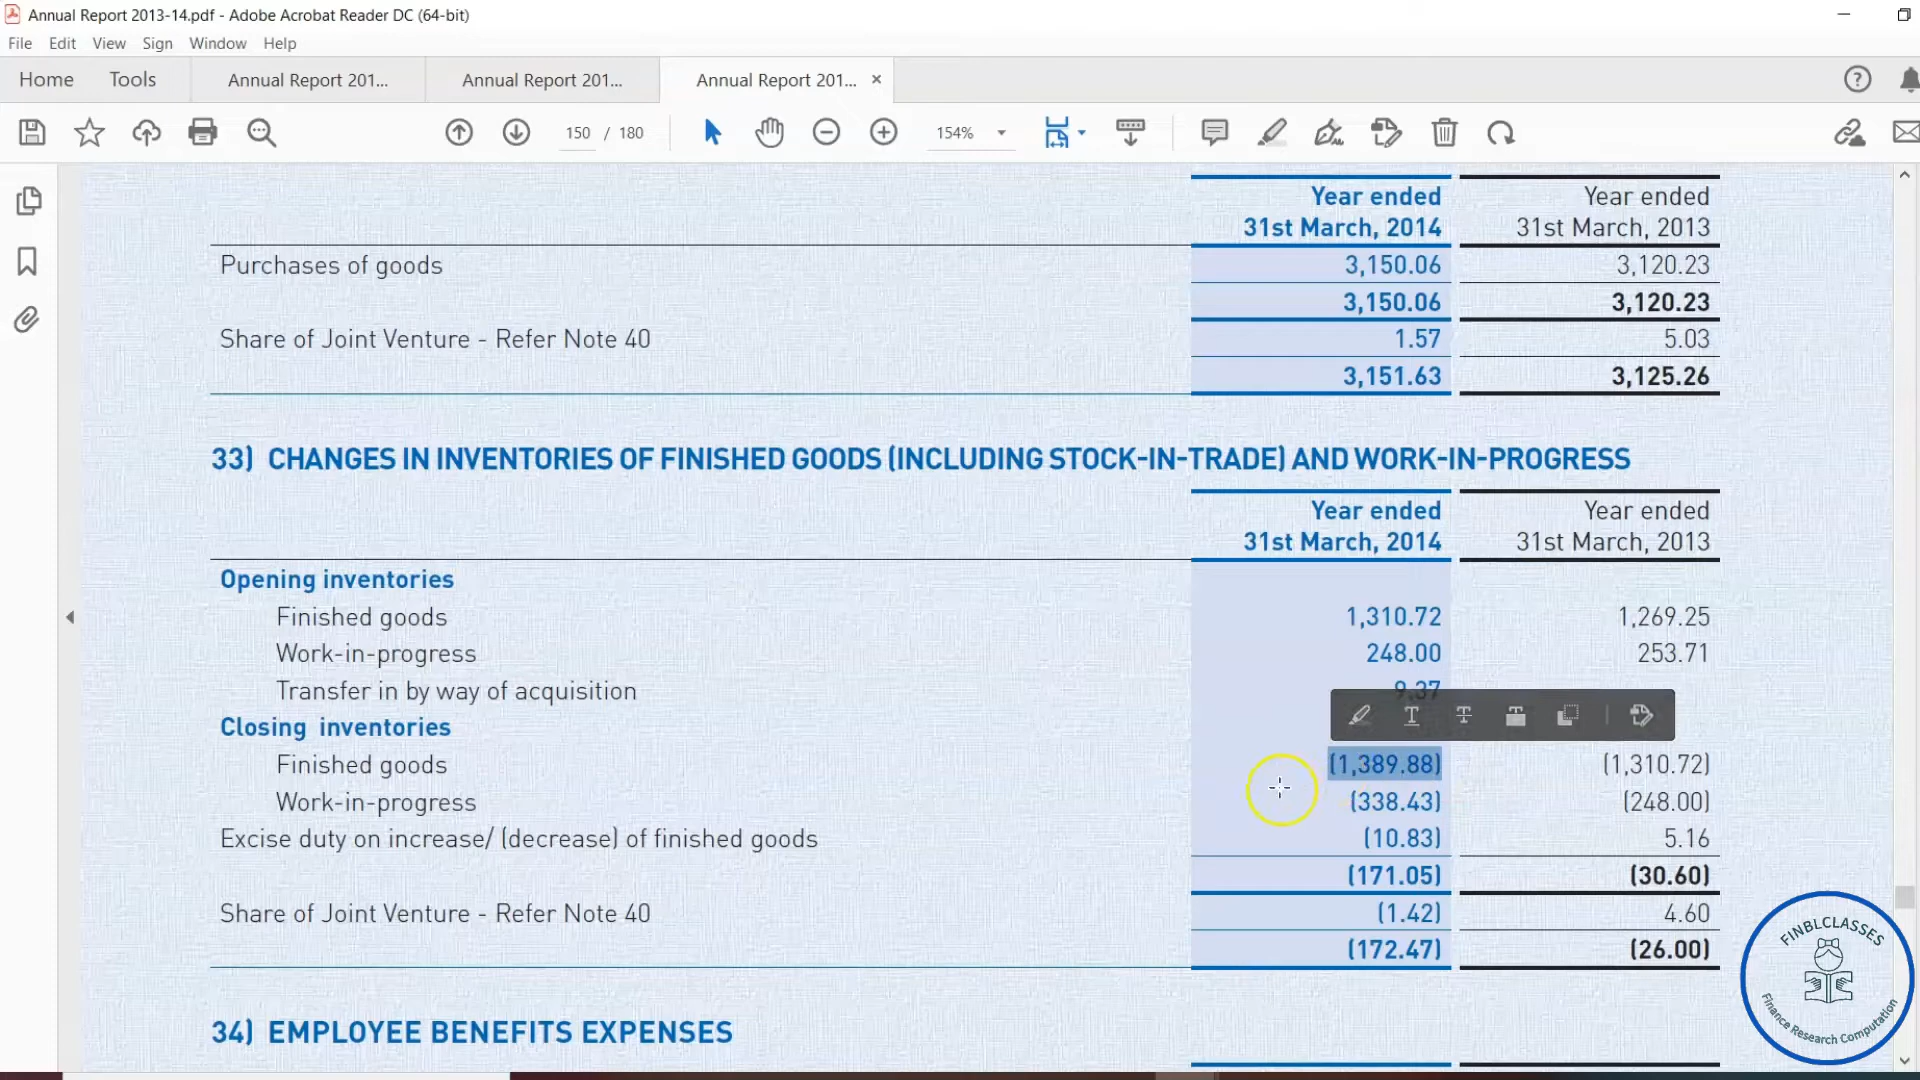 Annual Report 2013-14.pdf - Adobe Acrobat Reader DC (64-bit)
File Edit View Sign Window Help
Home Tools Annual Report 201... Annual Report 201... Annual Report 201... ×
150 / 180 154%
Year ended Year ended
31st March, 2014 31st March, 2013
Purchases of goods 3,150.06 3,120.23
3,150.06 3,120.23
Share of Joint Venture - Refer Note 40 1.57 5.03
3,151.63 3,125.26
33) CHANGES IN INVENTORIES OF FINISHED GOODS (INCLUDING STOCK-IN-TRADE) AND WORK-IN-PROGRESS
Year ended Year ended
31st March, 2014 31st March, 2013
Opening inventories
Finished goods 1,310.72 1,269.25
Work-in-progress 248.00 253.71
Transfer in by way of acquisition 9.37
Closing inventories
Finished goods (1,389.88) (1,310.72)
Work-in-progress (338.43) (248.00)
Excise duty on increase/ (decrease) of finished goods (10.83) 5.16
(171.05) (30.60)
Share of Joint Venture - Refer Note 40 (1.42) 4.60
(172.47) (26.00)
34) EMPLOYEE BENEFITS EXPENSES
FINBLCLASSES
Finance Research Computation